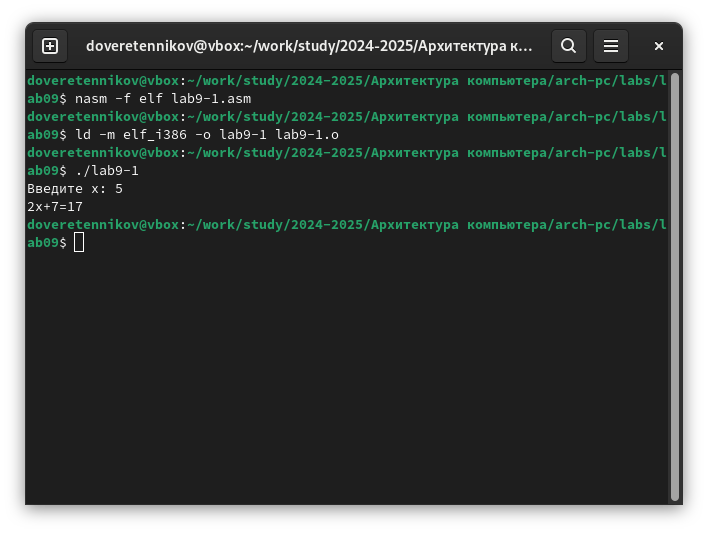 doveretennikov@vbox:~/work/study/2024-2025/Архитектура к...
doveretennikov@vbox:~/work/study/2024-2025/Архитектура компьютера/arch-pc/labs/l
ab09$ nasm -f elf lab9-1.asm
doveretennikov@vbox:~/work/study/2024-2025/Архитектура компьютера/arch-pc/labs/l
ab09$ ld -m elf_i386 -o lab9-1 lab9-1.o
doveretennikov@vbox:~/work/study/2024-2025/Архитектура компьютера/arch-pc/labs/l
ab09$ ./lab9-1
Введите x: 5
2x+7=17
doveretennikov@vbox:~/work/study/2024-2025/Архитектура компьютера/arch-pc/labs/l
ab09$